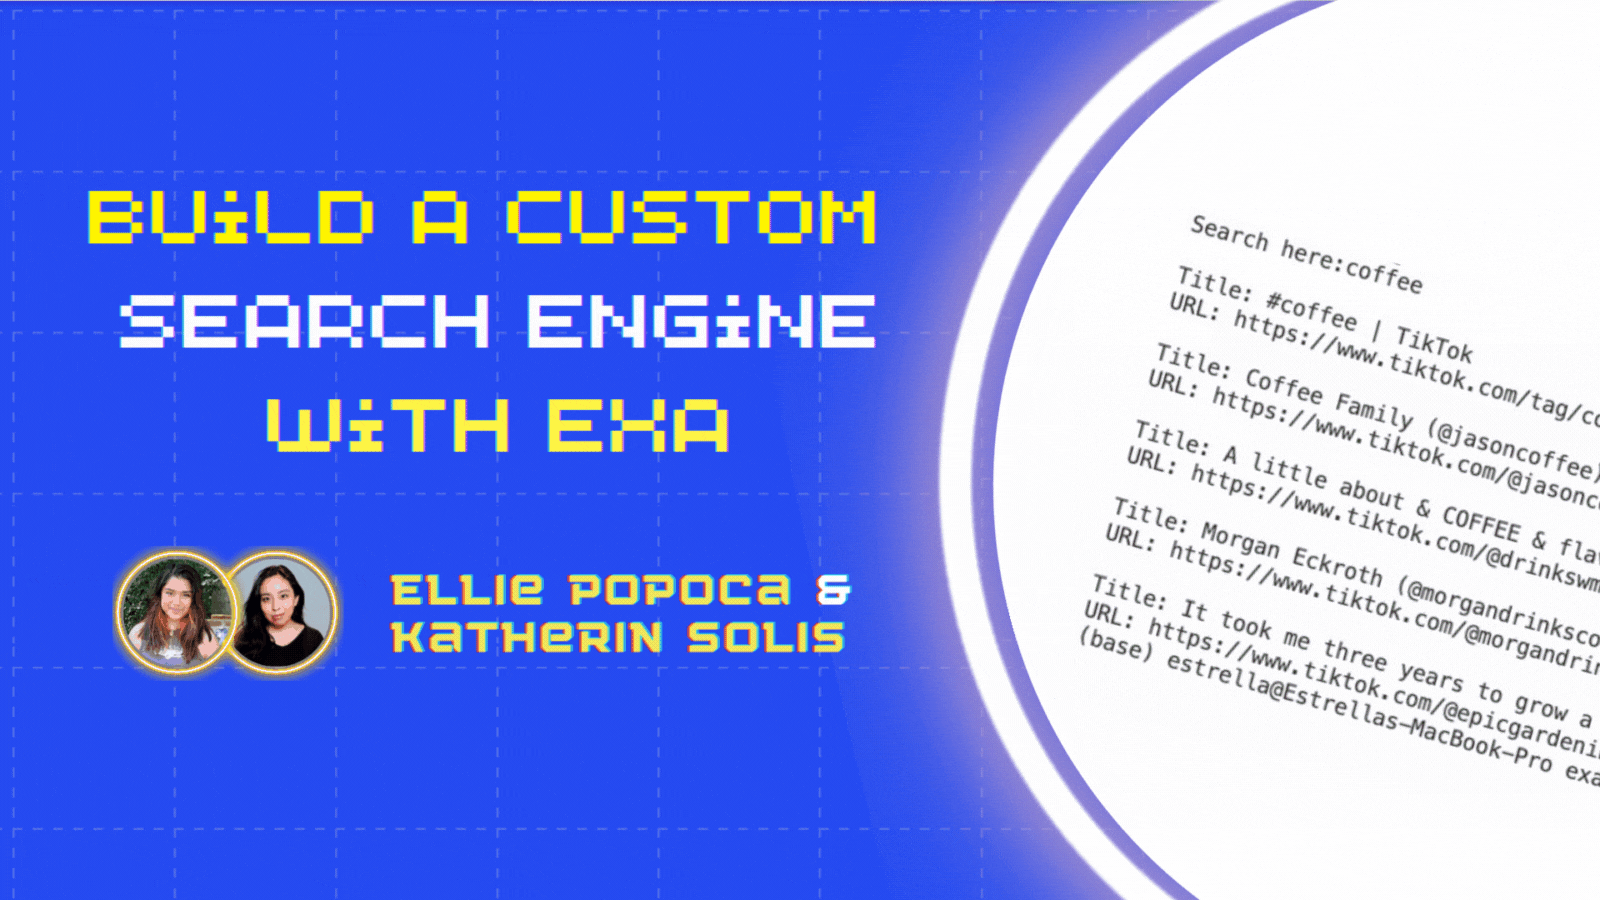 BUiLD A CUSTOM
SEARCH ENGiNE
WiTH EXA
ELLIE POPOCA &
KATHERIN SOLIS
Search here:coffee
Title: #coffee | TikTok
URL: https://www.tiktok.com/tag/co
Title: Coffee Family (@jasoncoffee)
URL: https://www.tiktok.com/@jasonc
Title: A little about & COFFEE & flav
URL: https://www.tiktok.com/@drinkswm
Title: Morgan Eckroth (@morgandrinksco
URL: https://www.tiktok.com/@morgandrin
Title: It took me three years to grow a
URL: https://www.tiktok.com/@epicgardeni
(base) estrella@Estrellas-MacBook-Pro exa